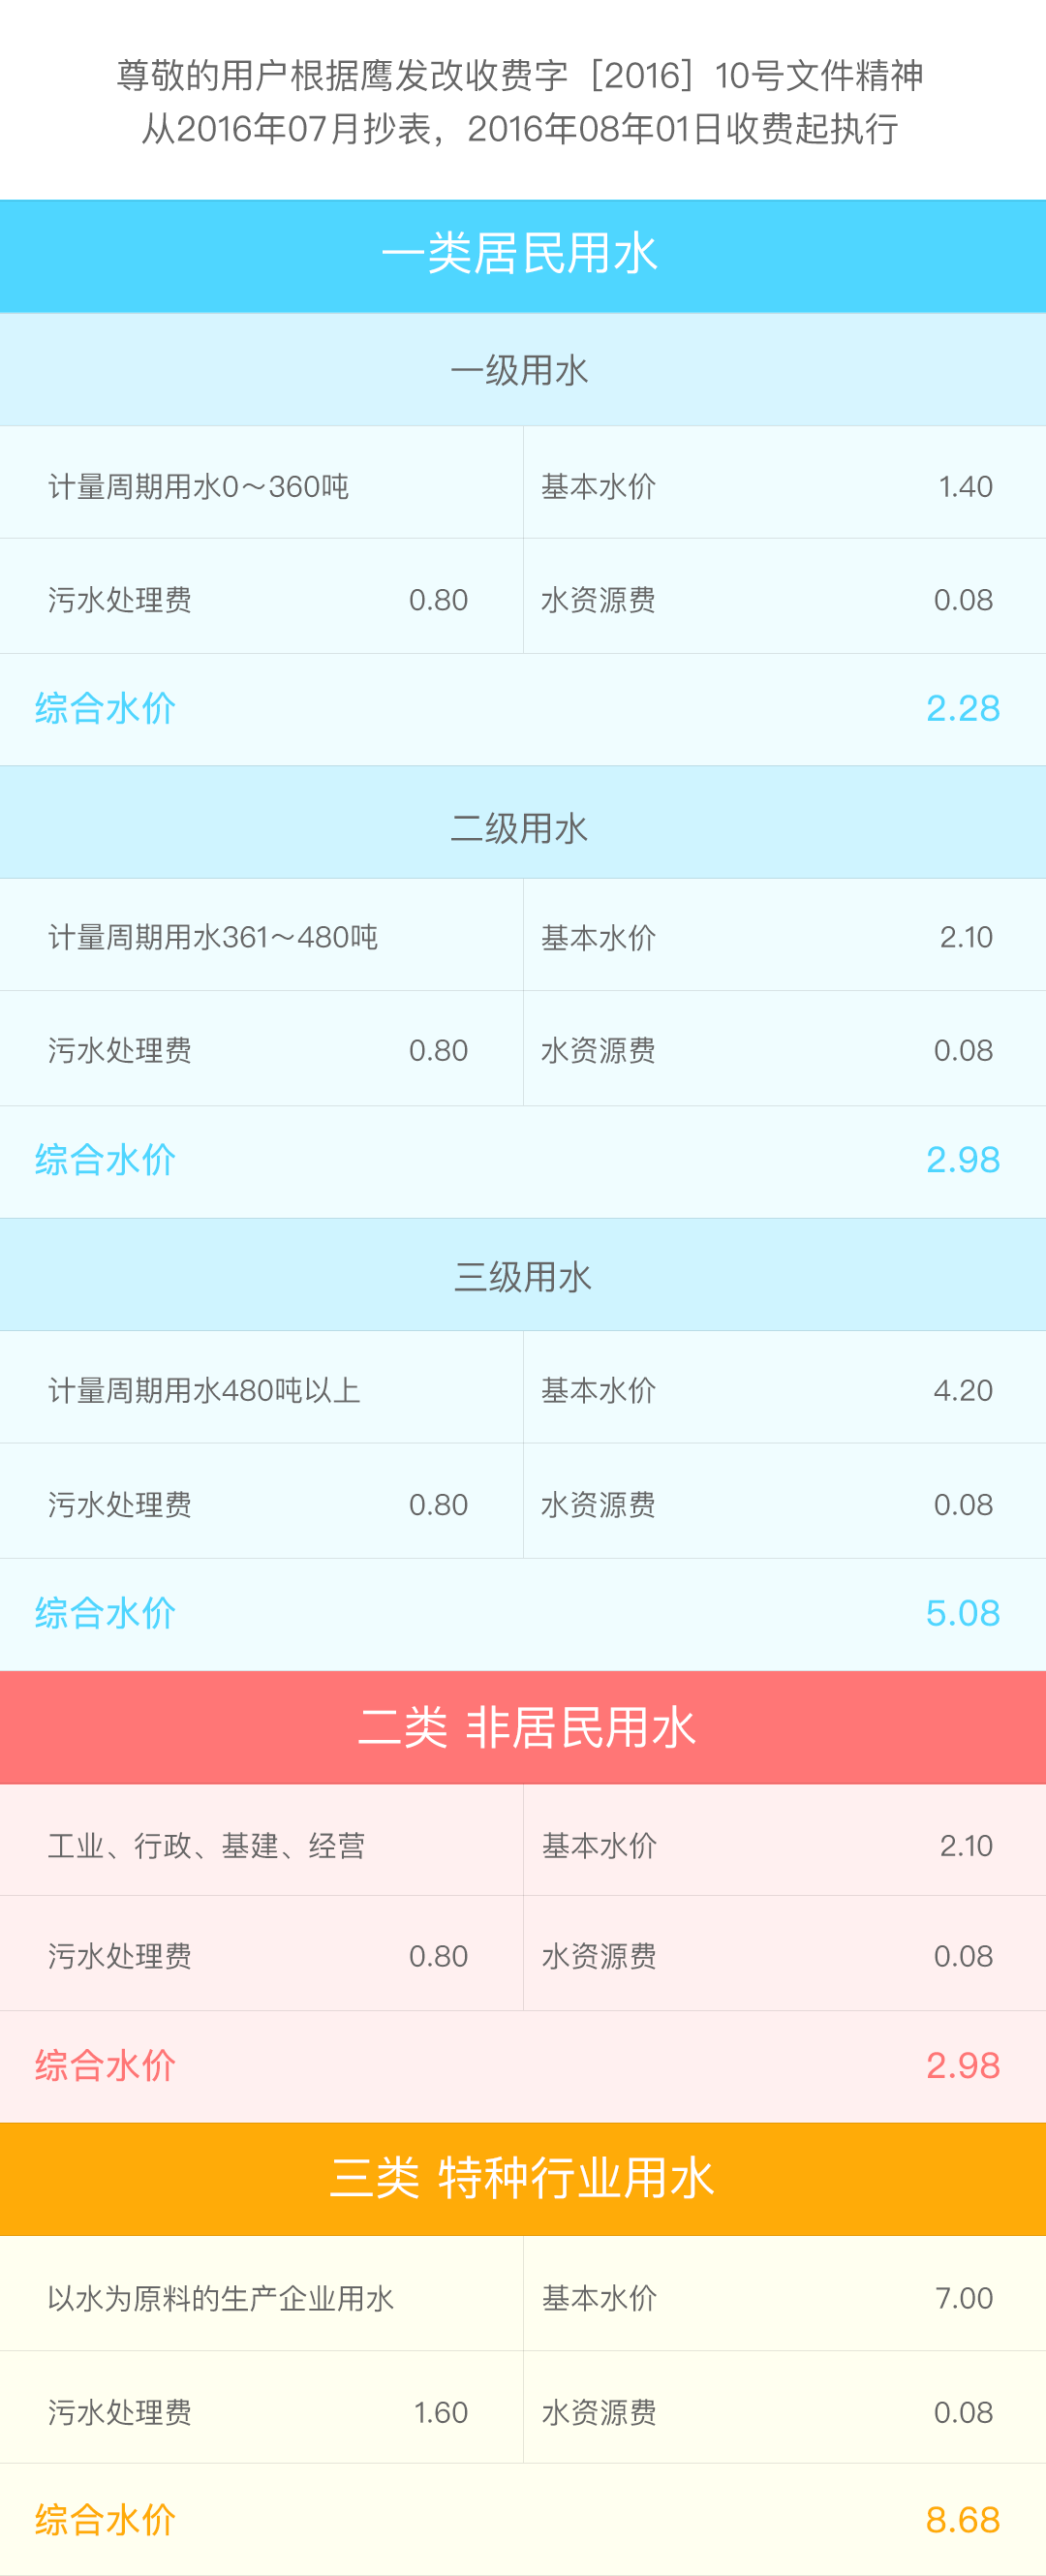 尊敬的用户根据鹰发改收费字［2016］10号文件精神
从2016年07月抄表，2016年08年01日收费起执行
一类居民用水
一级用水
计量周期用水0～360吨 基本水价 1.40
污水处理费 0.80 水资源费 0.08
综合水价 2.28
二级用水
计量周期用水361～480吨 基本水价 2.10
污水处理费 0.80 水资源费 0.08
综合水价 2.98
三级用水
计量周期用水480吨以上 基本水价 4.20
污水处理费 0.80 水资源费 0.08
综合水价 5.08
二类 非居民用水
工业、行政、基建、经营 基本水价 2.10
污水处理费 0.80 水资源费 0.08
综合水价 2.98
三类 特种行业用水
以水为原料的生产企业用水 基本水价 7.00
污水处理费 1.60 水资源费 0.08
综合水价 8.68